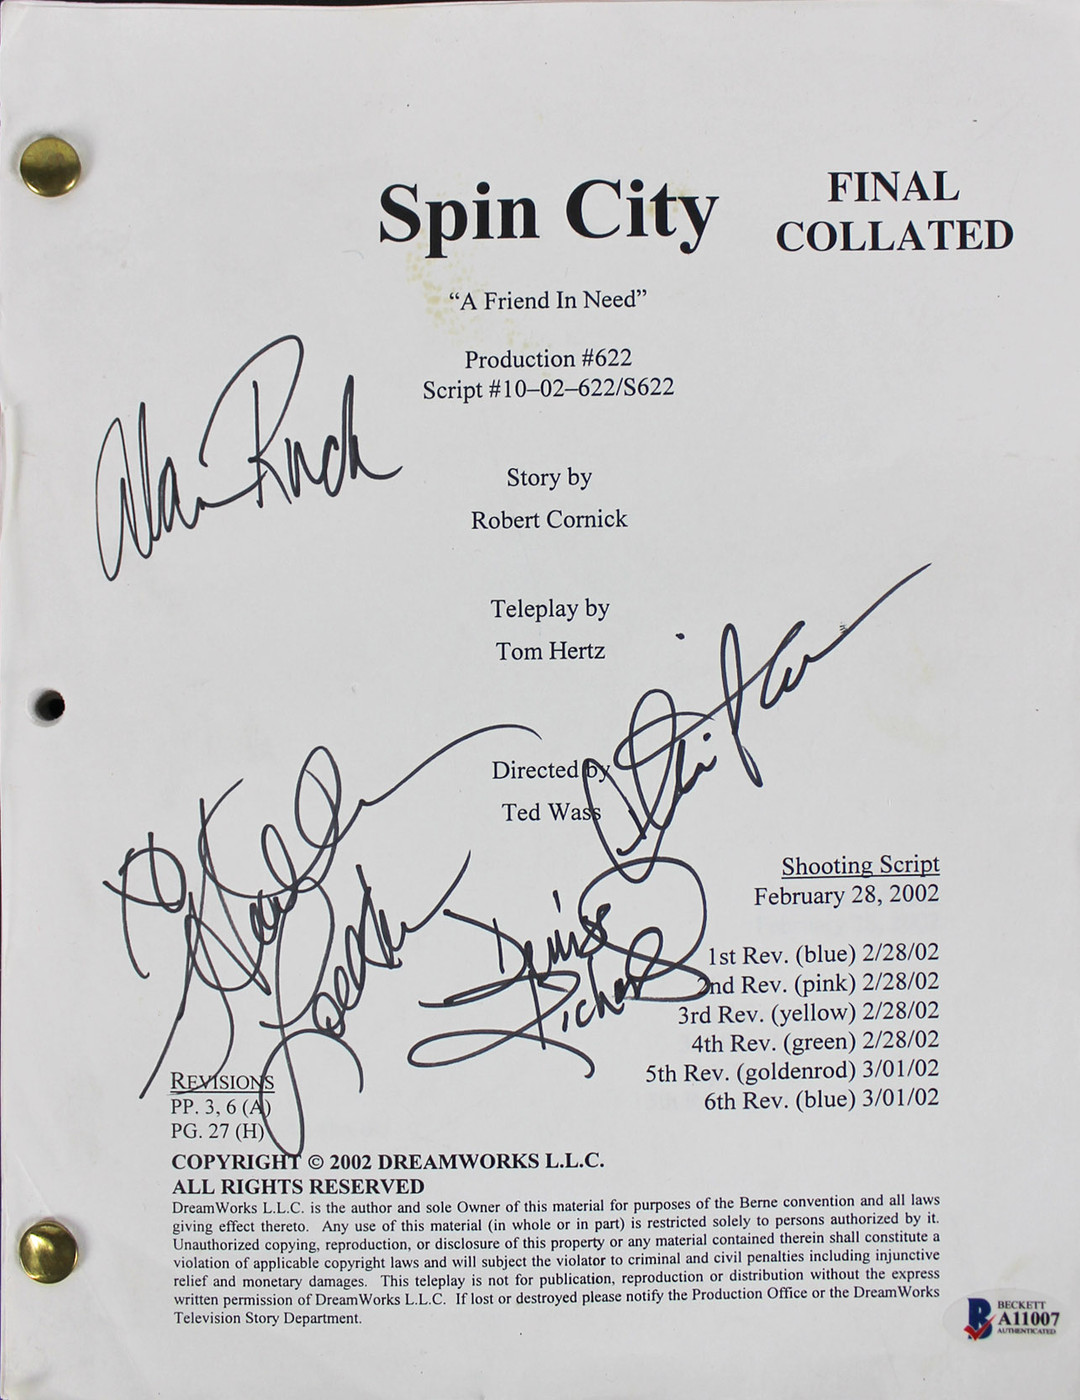 Spin City
FINAL
COLLATED
“A Friend In Need”
Production #622
Script #10–02–622/S622
Alan Ruck
Story by
Robert Cornick
Teleplay by
Tom Hertz
Directed by
Ted Wass
Heather
Locklear
Denise
Richards
Shooting Script
February 28, 2002
1st Rev. (blue) 2/28/02
2nd Rev. (pink) 2/28/02
3rd Rev. (yellow) 2/28/02
4th Rev. (green) 2/28/02
5th Rev. (goldenrod) 3/01/02
6th Rev. (blue) 3/01/02
REVISIONS
PP. 3, 6 (A)
PG. 27 (H)
COPYRIGHT © 2002 DREAMWORKS L.L.C.
ALL RIGHTS RESERVED
DreamWorks L.L.C. is the author and sole Owner of this material for purposes of the Berne convention and all laws
giving effect thereto. Any use of this material (in whole or in part) is restricted solely to persons authorized by it.
Unauthorized copying, reproduction, or disclosure of this property or any material contained therein shall constitute a
violation of applicable copyright laws and will subject the violator to criminal and civil penalties including injunctive
relief and monetary damages. This teleplay is not for publication, reproduction or distribution without the express
written permission of DreamWorks L.L.C. If lost or destroyed please notify the Production Office or the DreamWorks
Television Story Department.
BECKETT
A11007
AUTHENTICATED